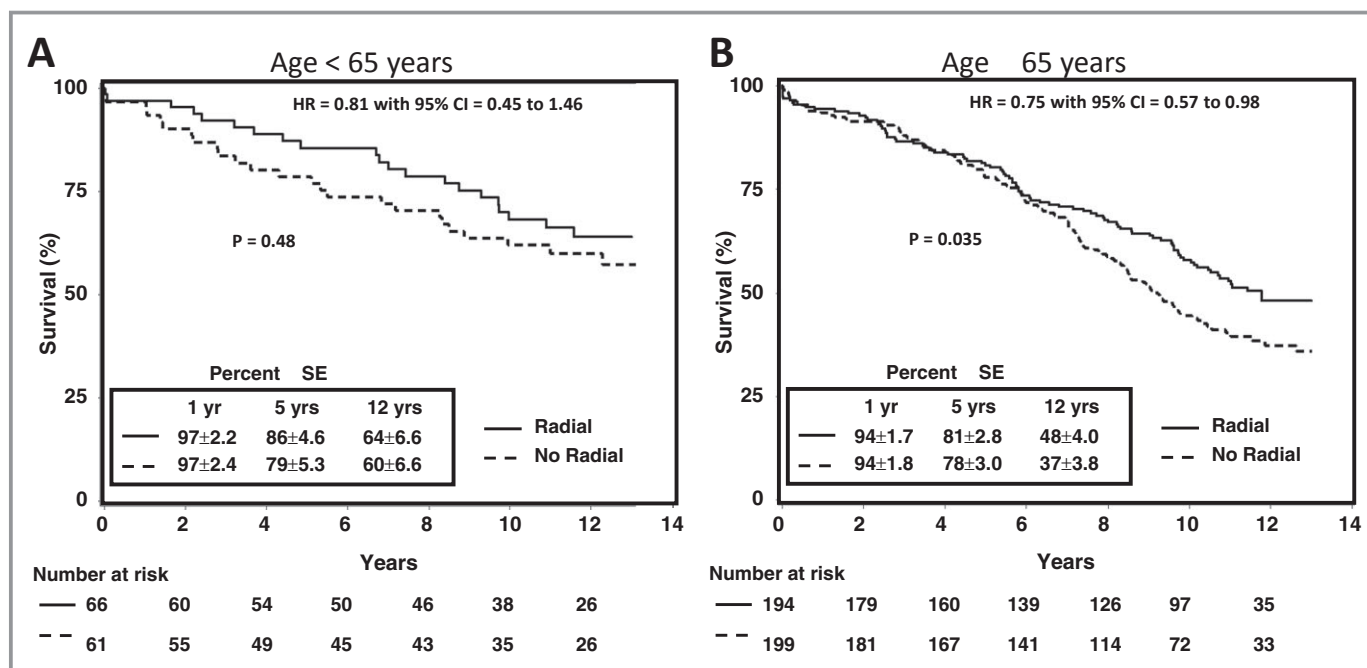 A
Age < 65 years
HR = 0.81 with 95% CI = 0.45 to 1.46
P = 0.48
Survival (%)
100
75
50
25
0
Percent SE
1 yr 5 yrs 12 yrs
97±2.2 86±4.6 64±6.6
97±2.4 79±5.3 60±6.6
Radial
No Radial
0 2 4 6 8 10 12 14
Years
Number at risk
66 60 54 50 46 38 26
61 55 49 45 43 35 26
B
Age 65 years
HR = 0.75 with 95% CI = 0.57 to 0.98
P = 0.035
Survival (%)
100
75
50
25
0
Percent SE
1 yr 5 yrs 12 yrs
94±1.7 81±2.8 48±4.0
94±1.8 78±3.0 37±3.8
Radial
No Radial
0 2 4 6 8 10 12 14
Years
Number at risk
194 179 160 139 126 97 35
199 181 167 141 114 72 33